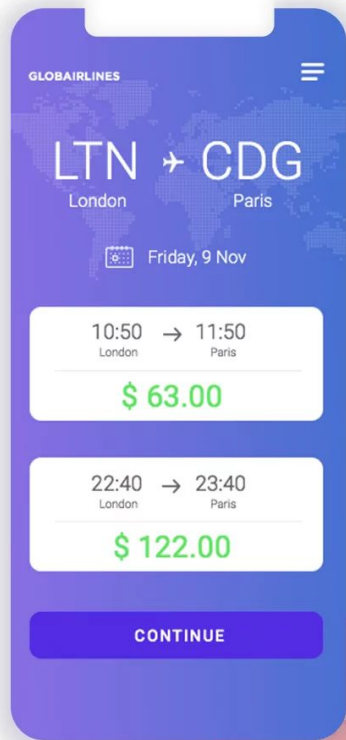 GLOBAIRLINES
LTN CDG
London Paris
Friday, 9 Nov
10:50 → 11:50
London Paris
$ 63.00
22:40 → 23:40
London Paris
$ 122.00
CONTINUE